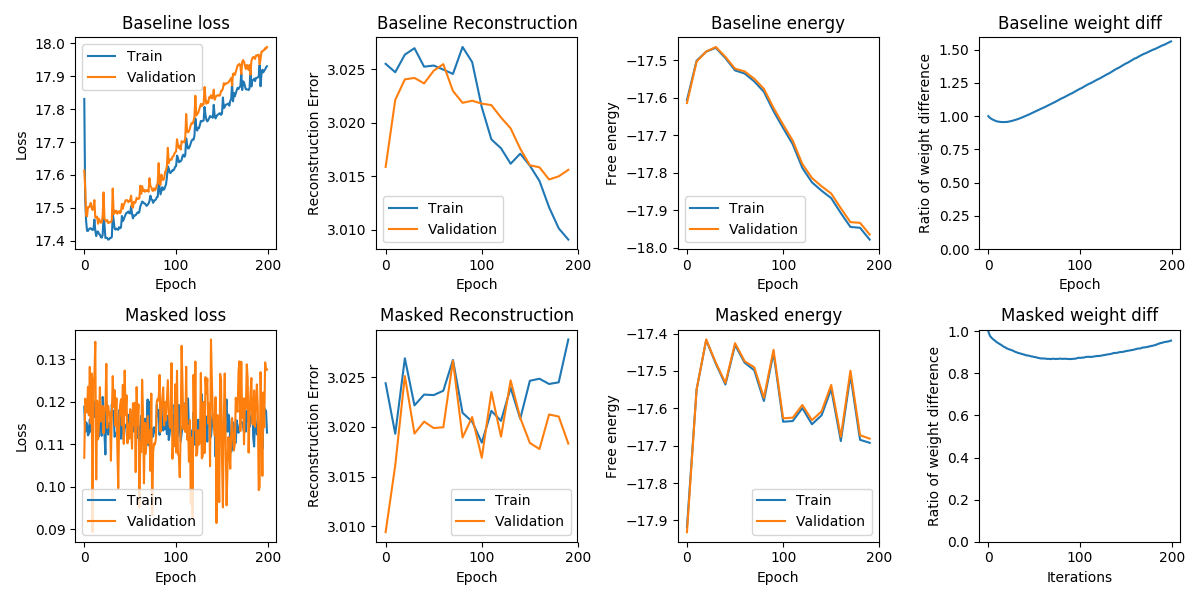 Baseline loss
18.0
17.9
17.8
17.7
17.6
17.5
17.4
Loss
Train
Validation
0
100
200
Epoch
Baseline Reconstruction
3.025
3.020
3.015
3.010
Reconstruction Error
Train
Validation
0
100
200
Epoch
Baseline energy
−17.5
−17.6
−17.7
−17.8
−17.9
−18.0
Free energy
Train
Validation
0
100
200
Epoch
Baseline weight diff
1.50
1.25
1.00
0.75
0.50
0.25
0.00
Ratio of weight difference
0
100
200
Epoch
Masked loss
0.13
0.12
0.11
0.10
0.09
Loss
Train
Validation
0
100
200
Epoch
Masked Reconstruction
3.025
3.020
3.015
3.010
Reconstruction Error
Train
Validation
0
100
200
Epoch
Masked energy
−17.4
−17.5
−17.6
−17.7
−17.8
−17.9
Free energy
Train
Validation
0
100
200
Epoch
Masked weight diff
1.0
0.8
0.6
0.4
0.2
0.0
Ratio of weight difference
0
100
200
Iterations